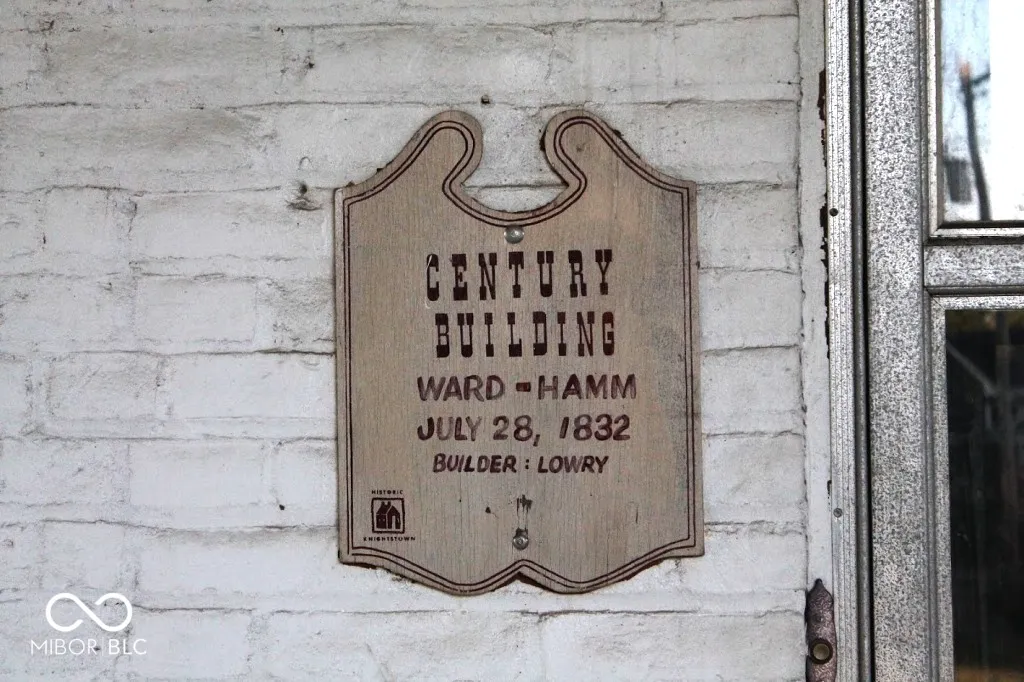 CENTURY
BUILDING
WARD-HAMM
JULY 28, 1832
BUILDER: LOWRY
HISTORIC
KNIGHTSTOWN
MIBOR BLC